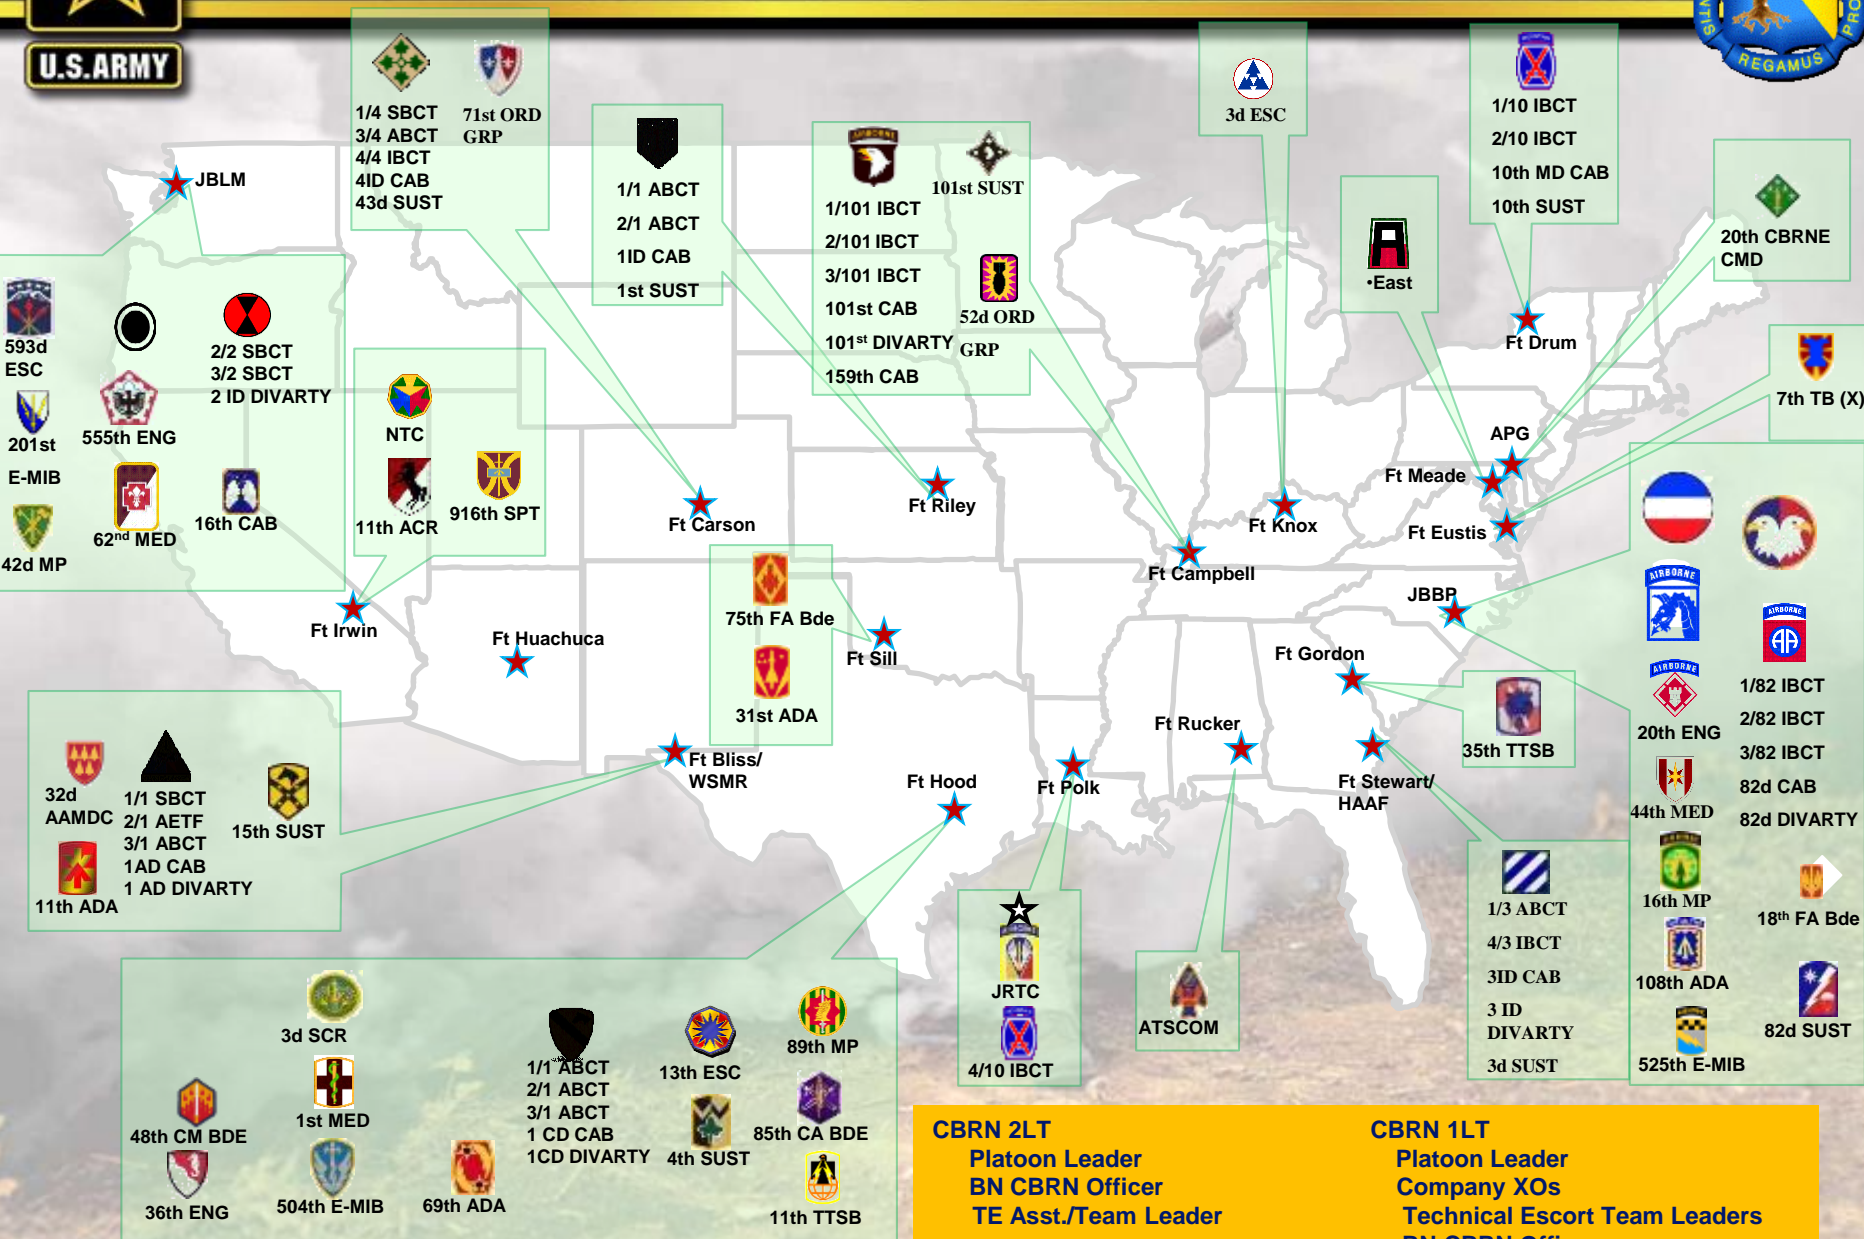 U.S.ARMY
REGAMUS
1/4 SBCT
3/4 ABCT
4/4 IBCT
4ID CAB
43d SUST
71st ORD
GRP
1/1 ABCT
2/1 ABCT
1ID CAB
1st SUST
AIRBORNE
1/101 IBCT
2/101 IBCT
3/101 IBCT
101st CAB
101st DIVARTY
159th CAB
101st SUST
52d ORD
GRP
3d ESC
1/10 IBCT
2/10 IBCT
10th MD CAB
10th SUST
•East
20th CBRNE
CMD
7th TB (X)
JBLM
593d
ESC
201st
E-MIB
42d MP
555th ENG
62nd MED
2/2 SBCT
3/2 SBCT
2 ID DIVARTY
16th CAB
NTC
11th ACR
916th SPT
Ft Carson
Ft Riley
Ft Knox
Ft Campbell
Ft Drum
APG
Ft Meade
Ft Eustis
JBBP
Ft Irwin
Ft Huachuca
75th FA Bde
31st ADA
Ft Sill
Ft Gordon
35th TTSB
Ft Rucker
Ft Stewart/
HAAF
Ft Bliss/
WSMR
Ft Hood
Ft Polk
32d
AAMDC
11th ADA
1/1 SBCT
2/1 AETF
3/1 ABCT
1AD CAB
1 AD DIVARTY
15th SUST
AIRBORNE
AIRBORNE
AA
AIRBORNE
20th ENG
44th MED
16th MP
108th ADA
525th E-MIB
1/82 IBCT
2/82 IBCT
3/82 IBCT
82d CAB
82d DIVARTY
18th FA Bde
82d SUST
1/3 ABCT
4/3 IBCT
3ID CAB
3 ID
DIVARTY
3d SUST
JRTC
4/10 IBCT
ATSCOM
3d SCR
1st MED
48th CM BDE
36th ENG
504th E-MIB
69th ADA
1/1 ABCT
2/1 ABCT
3/1 ABCT
1 CD CAB
1CD DIVARTY
13th ESC
4th SUST
89th MP
85th CA BDE
11th TTSB
CBRN 2LT
Platoon Leader
BN CBRN Officer
TE Asst./Team Leader
CBRN 1LT
Platoon Leader
Company XOs
Technical Escort Team Leaders